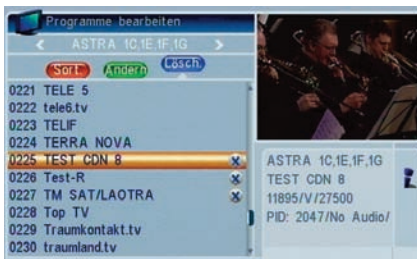 Programme bearbeiten
ASTRA 1C,1E,1F,1G
Sort. Ändern Lösch.
0221 TELE 5
0222 tele6.tv
0223 TELIF
0224 TERRA NOVA
0225 TEST CDN 8
0226 Test-R
0227 TM SAT/LAOTRA
0228 Top TV
0229 Traumkontakt.tv
0230 traumland.tv
ASTRA 1C,1E,1F,1G
TEST CDN 8
11895/V/27500
PID: 2047/No Audio/